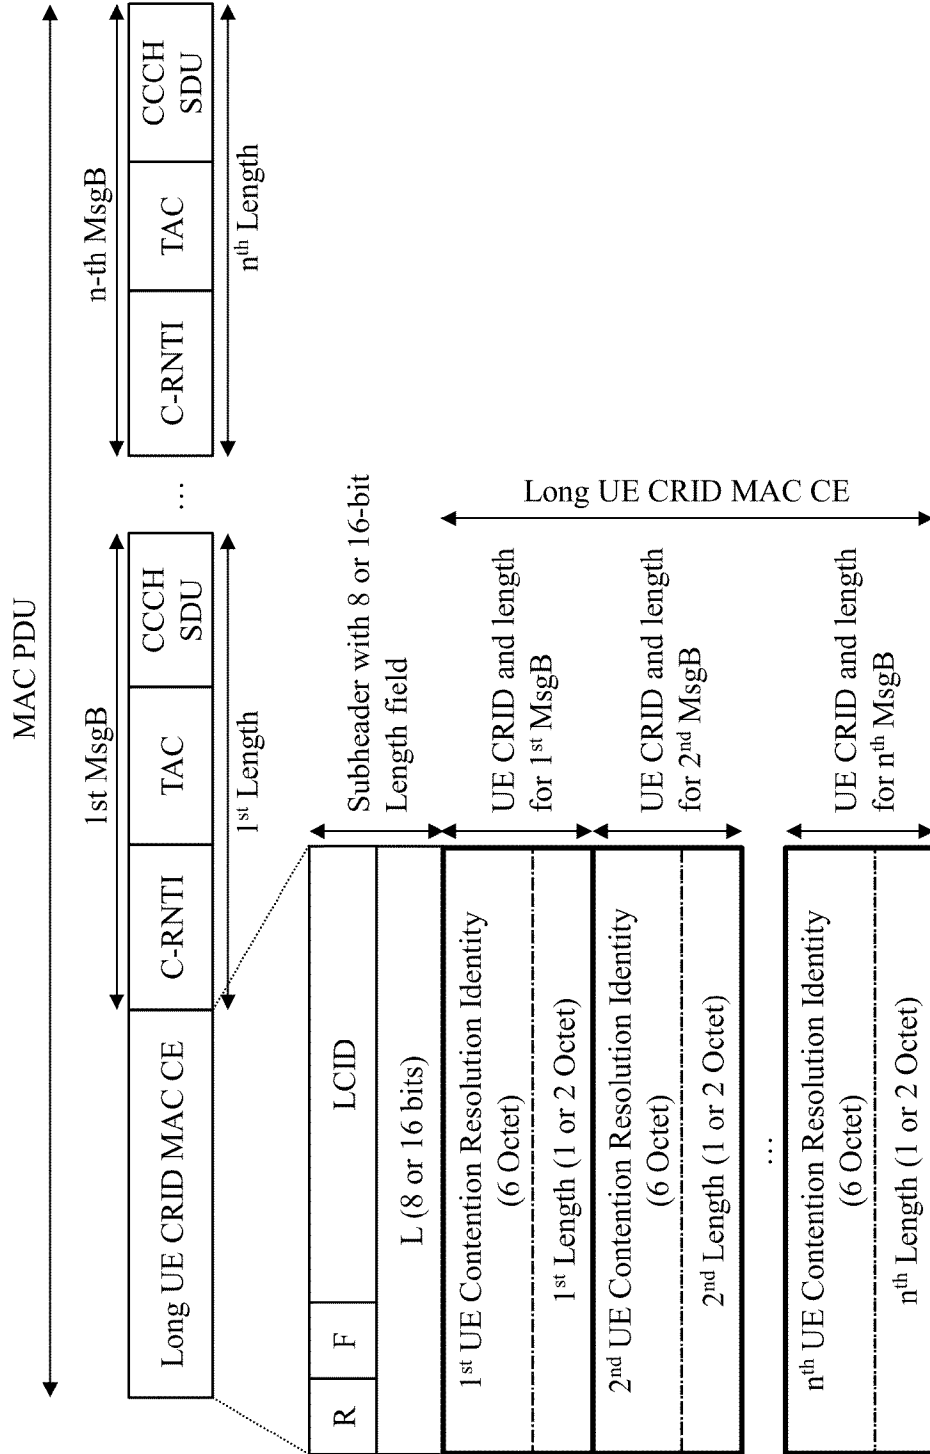 MAC PDU
1st MsgB
n-th MsgB
Long UE CRID MAC CE
C-RNTI
TAC
CCCH
SDU
...
C-RNTI
TAC
CCCH
SDU
1st Length
nth Length
R
F
LCID
Subheader with 8 or 16-bit
Length field
L (8 or 16 bits)
1st UE Contention Resolution Identity
(6 Octet)
1st Length (1 or 2 Octet)
UE CRID and length
for 1st MsgB
2nd UE Contention Resolution Identity
(6 Octet)
2nd Length (1 or 2 Octet)
UE CRID and length
for 2nd MsgB
...
nth UE Contention Resolution Identity
(6 Octet)
nth Length (1 or 2 Octet)
UE CRID and length
for nth MsgB
Long UE CRID MAC CE